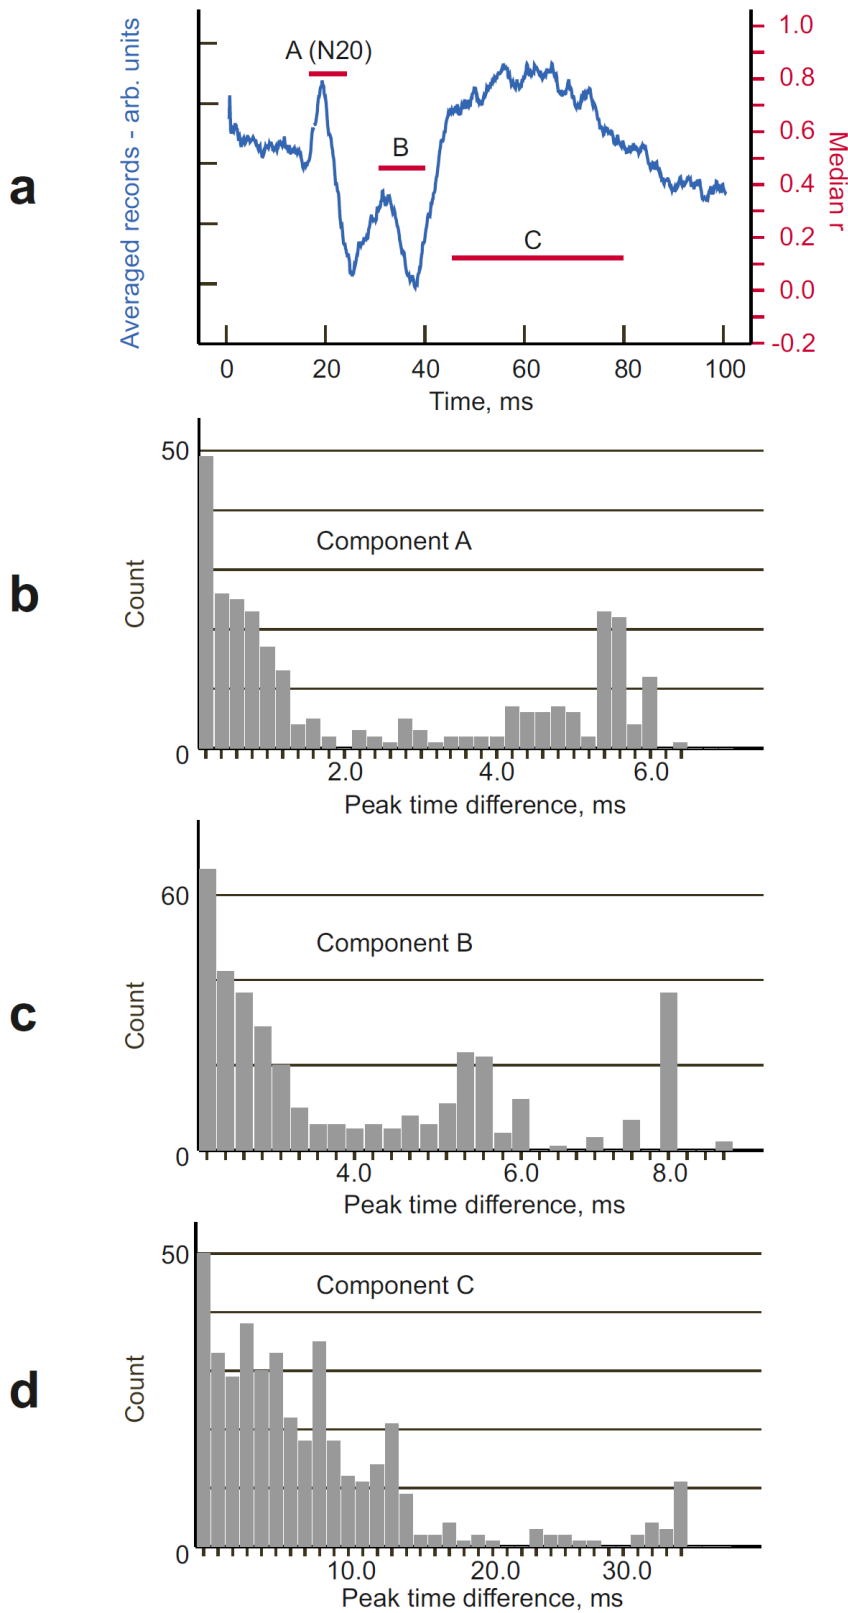 a
Averaged records - arb. units
A (N20)
B
C
1.0
0.8
0.6
0.4
0.2
0.0
-0.2
Median r
0 20 40 60 80 100
Time, ms
b
Count
50
0
Component A
2.0 4.0 6.0
Peak time difference, ms
c
Count
60
0
Component B
4.0 6.0 8.0
Peak time difference, ms
d
Count
50
0
Component C
10.0 20.0 30.0
Peak time difference, ms